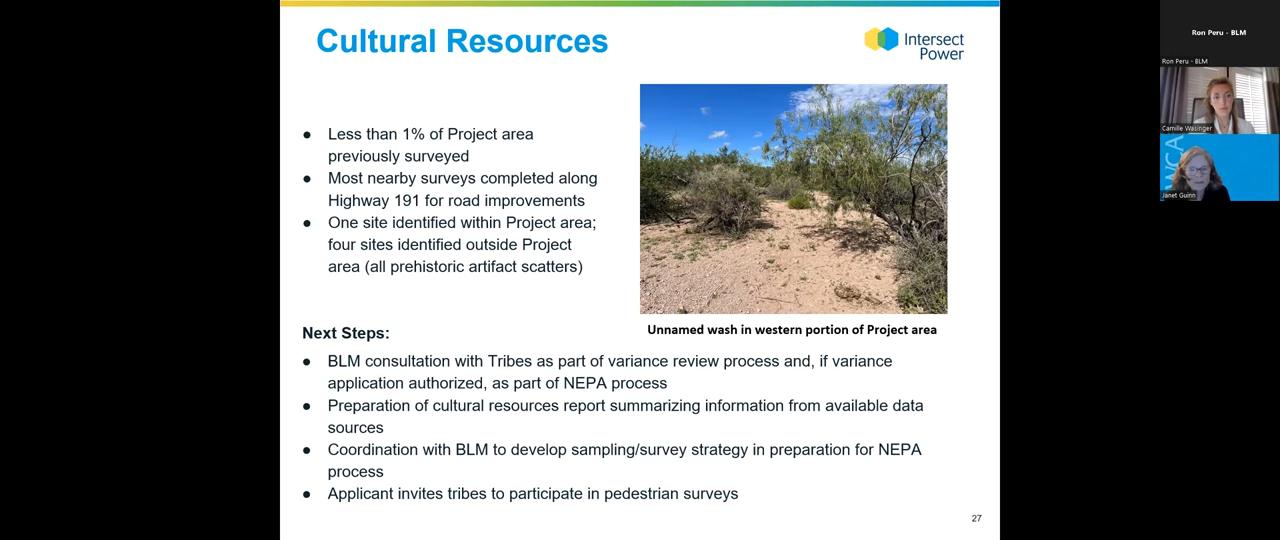 Cultural Resources
Intersect
Power
● Less than 1% of Project area
previously surveyed
● Most nearby surveys completed along
Highway 191 for road improvements
● One site identified within Project area;
four sites identified outside Project
area (all prehistoric artifact scatters)
Unnamed wash in western portion of Project area
Next Steps:
● BLM consultation with Tribes as part of variance review process and, if variance
application authorized, as part of NEPA process
● Preparation of cultural resources report summarizing information from available data
sources
● Coordination with BLM to develop sampling/survey strategy in preparation for NEPA
process
● Applicant invites tribes to participate in pedestrian surveys
27
Ron Peru - BLM
Ron Peru - BLM
Camille Wasinger
Janet Guinn